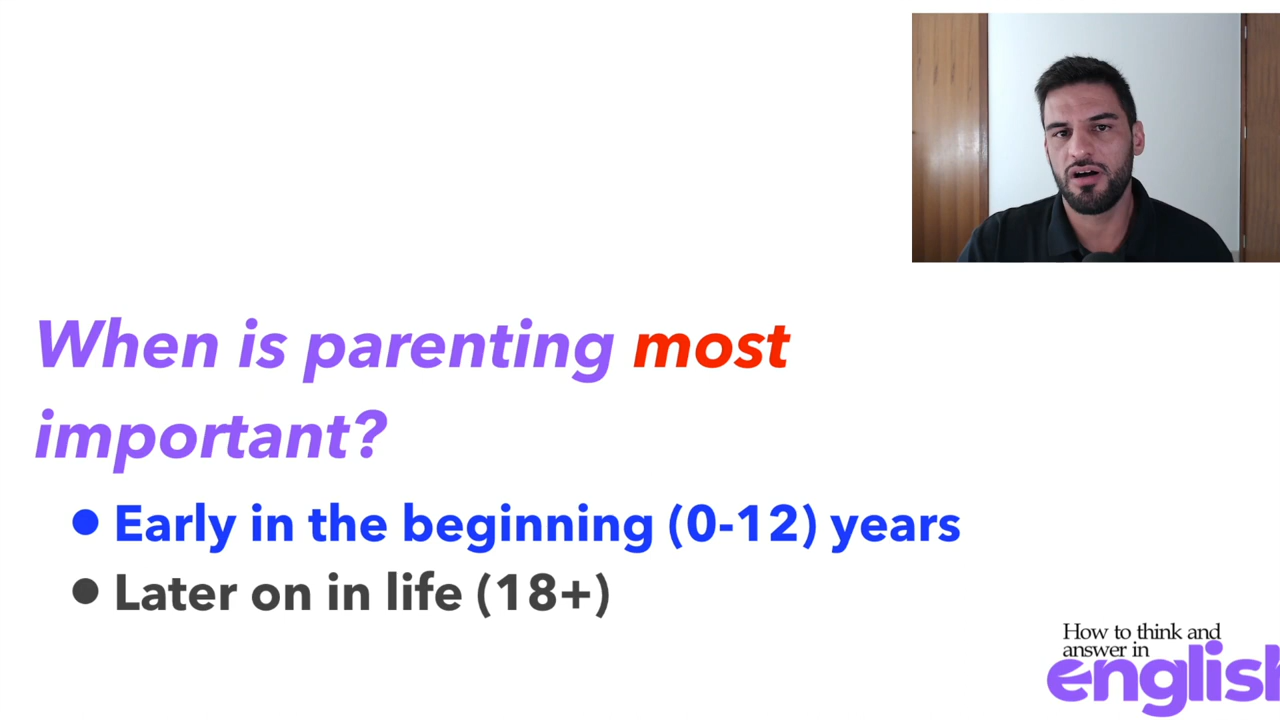 When is parenting most
important?
● Early in the beginning (0-12) years
● Later on in life (18+)
How to think and
answer in
english